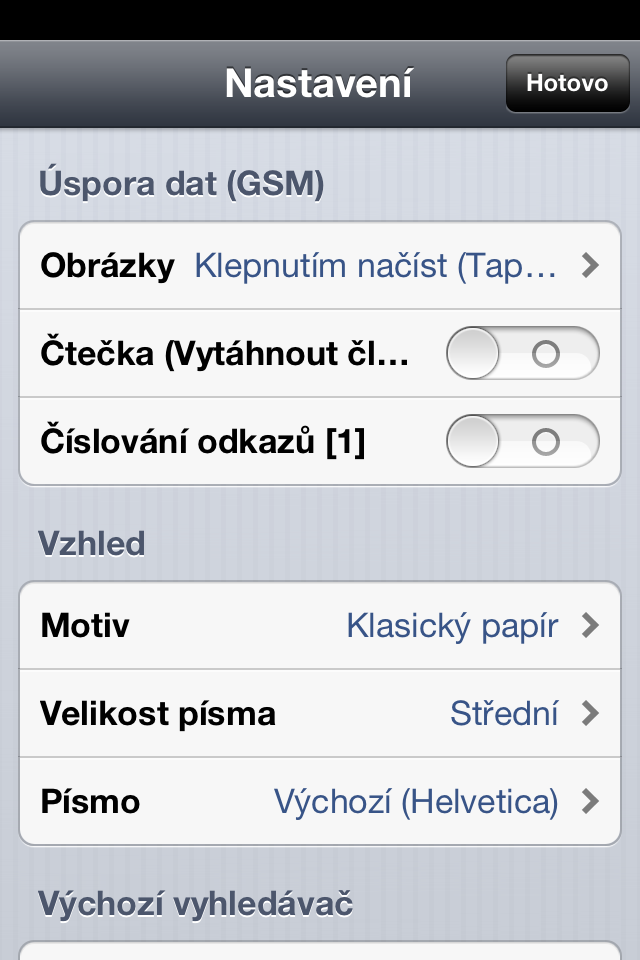 Nastavení
Hotovo
Úspora dat (GSM)
Obrázky Klepnutím načíst (Tap…
Čtečka (Vytáhnout čl…
Číslování odkazů [1]
Vzhled
Motiv Klasický papír
Velikost písma Střední
Písmo Výchozí (Helvetica)
Výchozí vyhledávač